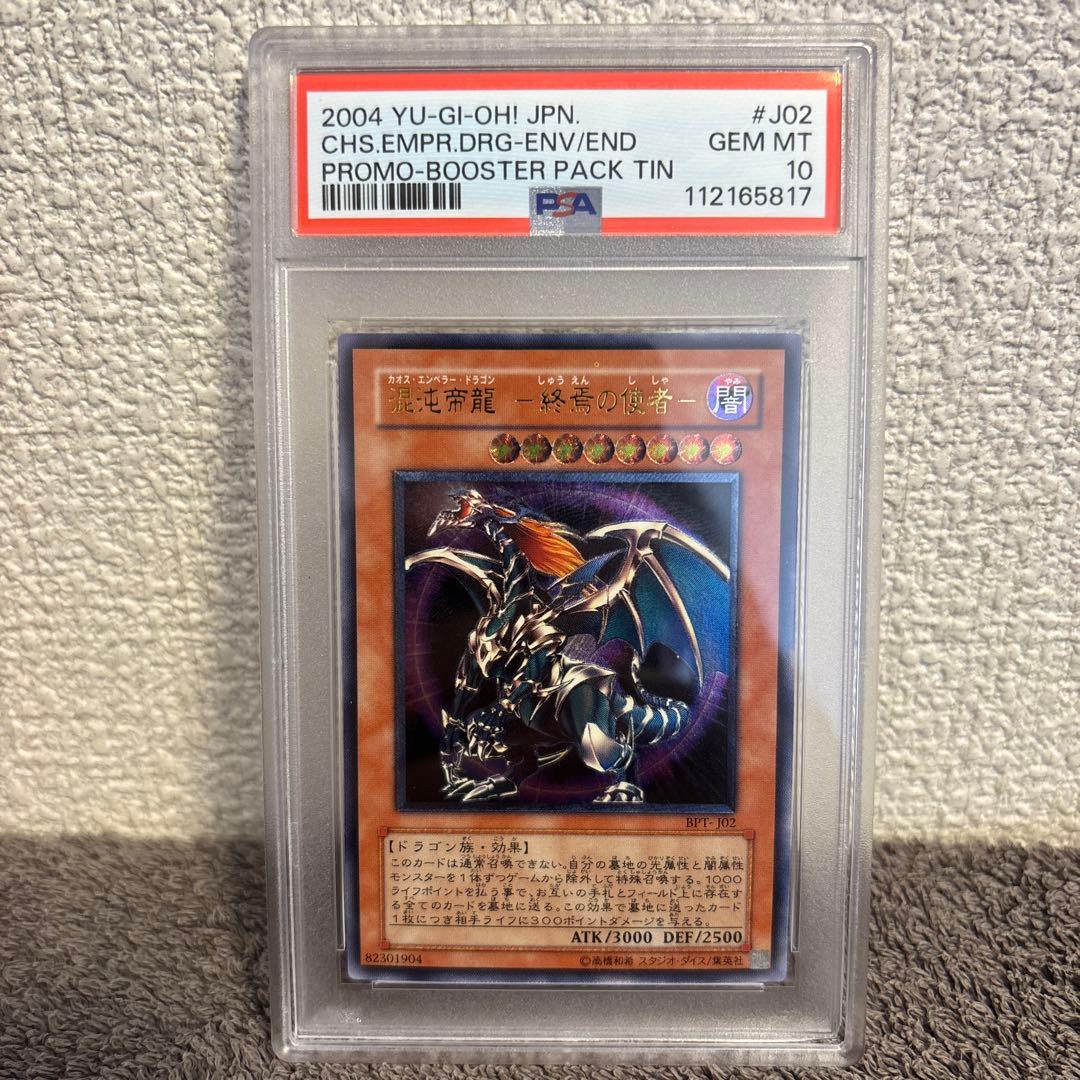 2004 YU-GI-OH! JPN. #J02
CHS.EMPR.DRG-ENV/END GEM MT
PROMO-BOOSTER PACK TIN 10
PSA 112165817
カオス・エンペラー・ドラゴン しゅうえん ししゃ やみ
混沌帝龍 -終焉の使者- 闇
BPT-J02
【ドラゴン族・効果】
このカードは通常召喚できない。自分の墓地の光属性と闇属性
モンスターを1体ずつゲームから除外して特殊召喚する。1000
ライフポイントを払う事で、お互いの手札とフィールド上に存在す
る全てのカードを墓地に送る。この効果で墓地に送ったカード
1枚につき相手ライフに300ポイントダメージを与える。
ATK/3000 DEF/2500
82301904 ©高橋和希 スタジオ・ダイス/集英社